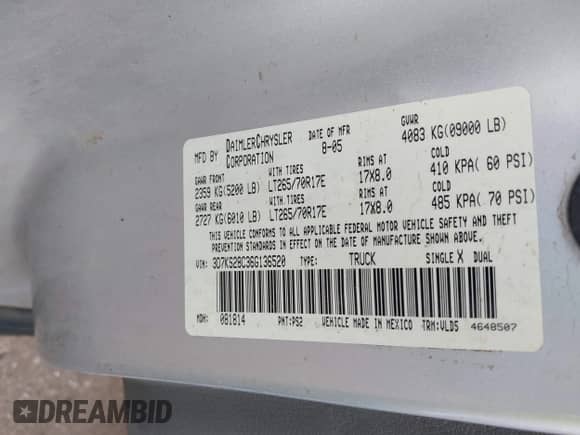 MFD BY DAIMLERCHRYSLER CORPORATION DATE OF MFR 8-05 GVWR 4083 KG(09000 LB)
GAWR FRONT WITH TIRES RIMS AT COLD
2359 KG(5200 LB) LT265/70R17E 17X8.0 410 KPA( 60 PSI)
GAWR REAR WITH TIRES RIMS AT COLD
2727 KG(6010 LB) LT265/70R17E 17X8.0 485 KPA( 70 PSI)
THIS VEHICLE CONFORMS TO ALL APPLICABLE FEDERAL MOTOR VEHICLE SAFETY AND THEFT
PREVENTION STANDARDS IN EFFECT ON THE DATE OF MANUFACTURE SHOWN ABOVE.
VIN: 3D7KS28C36G136520 TYPE: TRUCK SINGLE X DUAL
MDH: 081814 PNT:PS2 VEHICLE MADE IN MEXICO TRM:VLD5 4648507
DREAMBID